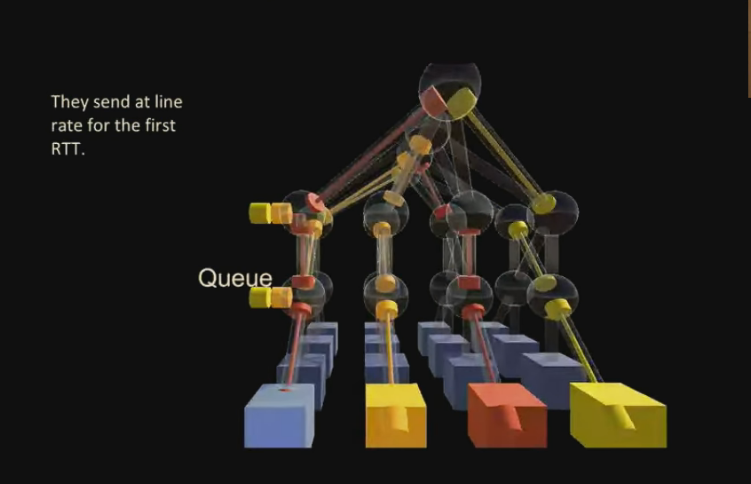 They send at line
rate for the first
RTT.
Queue